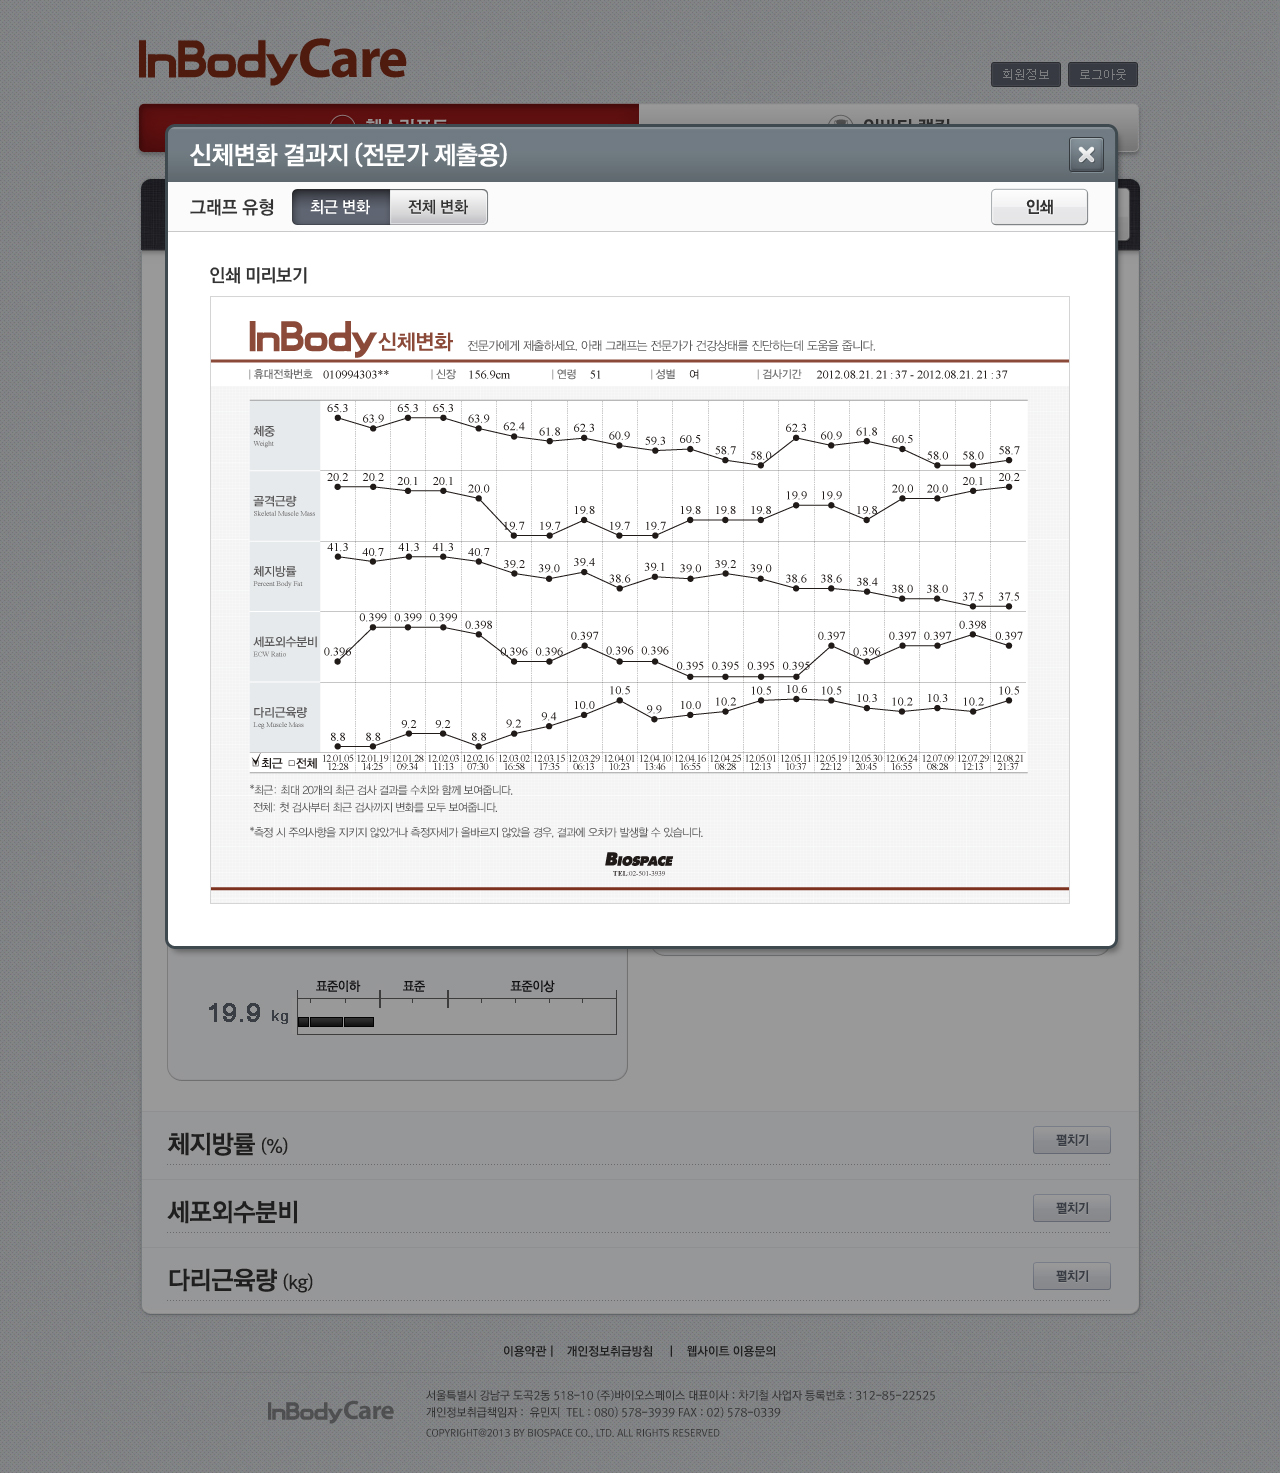 InBodyCare
회원정보 로그아웃
신체변화 결과지 (전문가 제출용)
그래프 유형 최근 변화 전체 변화 인쇄
인쇄 미리보기
InBody 신체변화 전문가에게 제출하세요. 아래 그래프는 전문가가 건강상태를 진단하는데 도움을 줍니다.
| 휴대전화번호 010994303** | 신장 156.9cm | 연령 51 | 성별 여 | 검사기간 2012.08.21. 21 : 37 - 2012.08.21. 21 : 37
체중 65.3 63.9 65.3 65.3 63.9 62.4 61.8 62.3 60.9 59.3 60.5 58.7 58.0 62.3 60.9 61.8 60.5 58.0 58.0 58.7
Weight
골격근량 20.2 20.2 20.1 20.1 20.0 19.7 19.7 19.8 19.7 19.7 19.8 19.8 19.8 19.9 19.9 19.8 20.0 20.0 20.1 20.2
Skeletal Muscle Mass
체지방률 41.3 40.7 41.3 41.3 40.7 39.2 39.0 39.4 38.6 39.1 39.0 39.2 39.0 38.6 38.6 38.4 38.0 38.0 37.5 37.5
Percent Body Fat
세포외수분비 0.396 0.399 0.399 0.399 0.398 0.396 0.396 0.397 0.396 0.396 0.395 0.395 0.395 0.395 0.397 0.396 0.397 0.397 0.398 0.397
ECW Ratio
다리근육량 8.8 8.8 9.2 9.2 8.8 9.2 9.4 10.0 10.5 9.9 10.0 10.2 10.5 10.6 10.5 10.3 10.2 10.3 10.2 10.5
Leg Muscle Mass
최근 전체 12.01.05 12.01.19 12.01.28 12.02.03 12.02.16 12.03.02 12.03.15 12.03.29 12.04.01 12.04.10 12.04.16 12.04.25 12.05.01 12.05.11 12.05.19 12.05.30 12.06.24 12.07.09 12.07.29 12.08.21
12:28 14:25 09:34 11:13 07:30 16:58 17:35 06:13 10:23 13:46 16:55 08:28 12:13 10:37 22:12 20:45 16:55 08:28 12:13 21:37
*최근: 최대 20개의 최근 검사 결과를 수치와 함께 보여줍니다.
전체: 첫 검사부터 최근 검사까지 변화를 모두 보여줍니다.
*측정 시 주의사항을 지키지 않았거나 측정자세가 올바르지 않았을 경우, 결과에 오차가 발생할 수 있습니다.
BIOSPACE
TEL 02-501-3939
표준이하 표준 표준이상
19.9 kg
체지방률 (%) 펼치기
세포외수분비 펼치기
다리근육량 (kg) 펼치기
이용약관 | 개인정보취급방침 | 웹사이트 이용문의
InBodyCare
서울특별시 강남구 도곡2동 518-10 (주)바이오스페이스 대표이사 : 차기철 사업자 등록번호 : 312-85-22525
개인정보취급책임자 : 유민지 TEL : 080) 578-3939 FAX : 02) 578-0339
COPYRIGHT@2013 BY BIOSPACE CO., LTD. ALL RIGHTS RESERVED